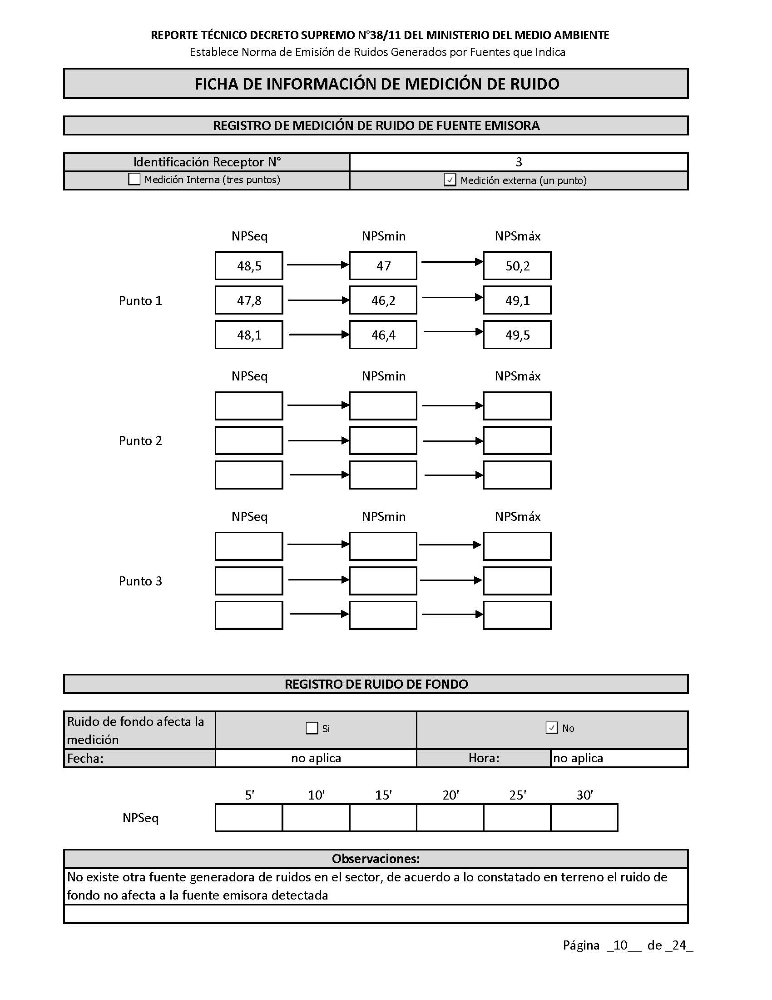 REPORTE TÉCNICO DECRETO SUPREMO N°38/11 DEL MINISTERIO DEL MEDIO AMBIENTE
Establece Norma de Emisión de Ruidos Generados por Fuentes que Indica
FICHA DE INFORMACIÓN DE MEDICIÓN DE RUIDO
REGISTRO DE MEDICIÓN DE RUIDO DE FUENTE EMISORA
Identificación Receptor N° 3
Medición Interna (tres puntos) Medición externa (un punto)
NPSeq NPSmin NPSmáx
48,5 47 50,2
Punto 1 47,8 46,2 49,1
48,1 46,4 49,5
NPSeq NPSmin NPSmáx
Punto 2
NPSeq NPSmin NPSmáx
Punto 3
REGISTRO DE RUIDO DE FONDO
Ruido de fondo afecta la
medición
Si No
Fecha: no aplica Hora: no aplica
5' 10' 15' 20' 25' 30'
NPSeq
Observaciones:
No existe otra fuente generadora de ruidos en el sector, de acuerdo a lo constatado en terreno el ruido de
fondo no afecta a la fuente emisora detectada
Página _10__ de _24_